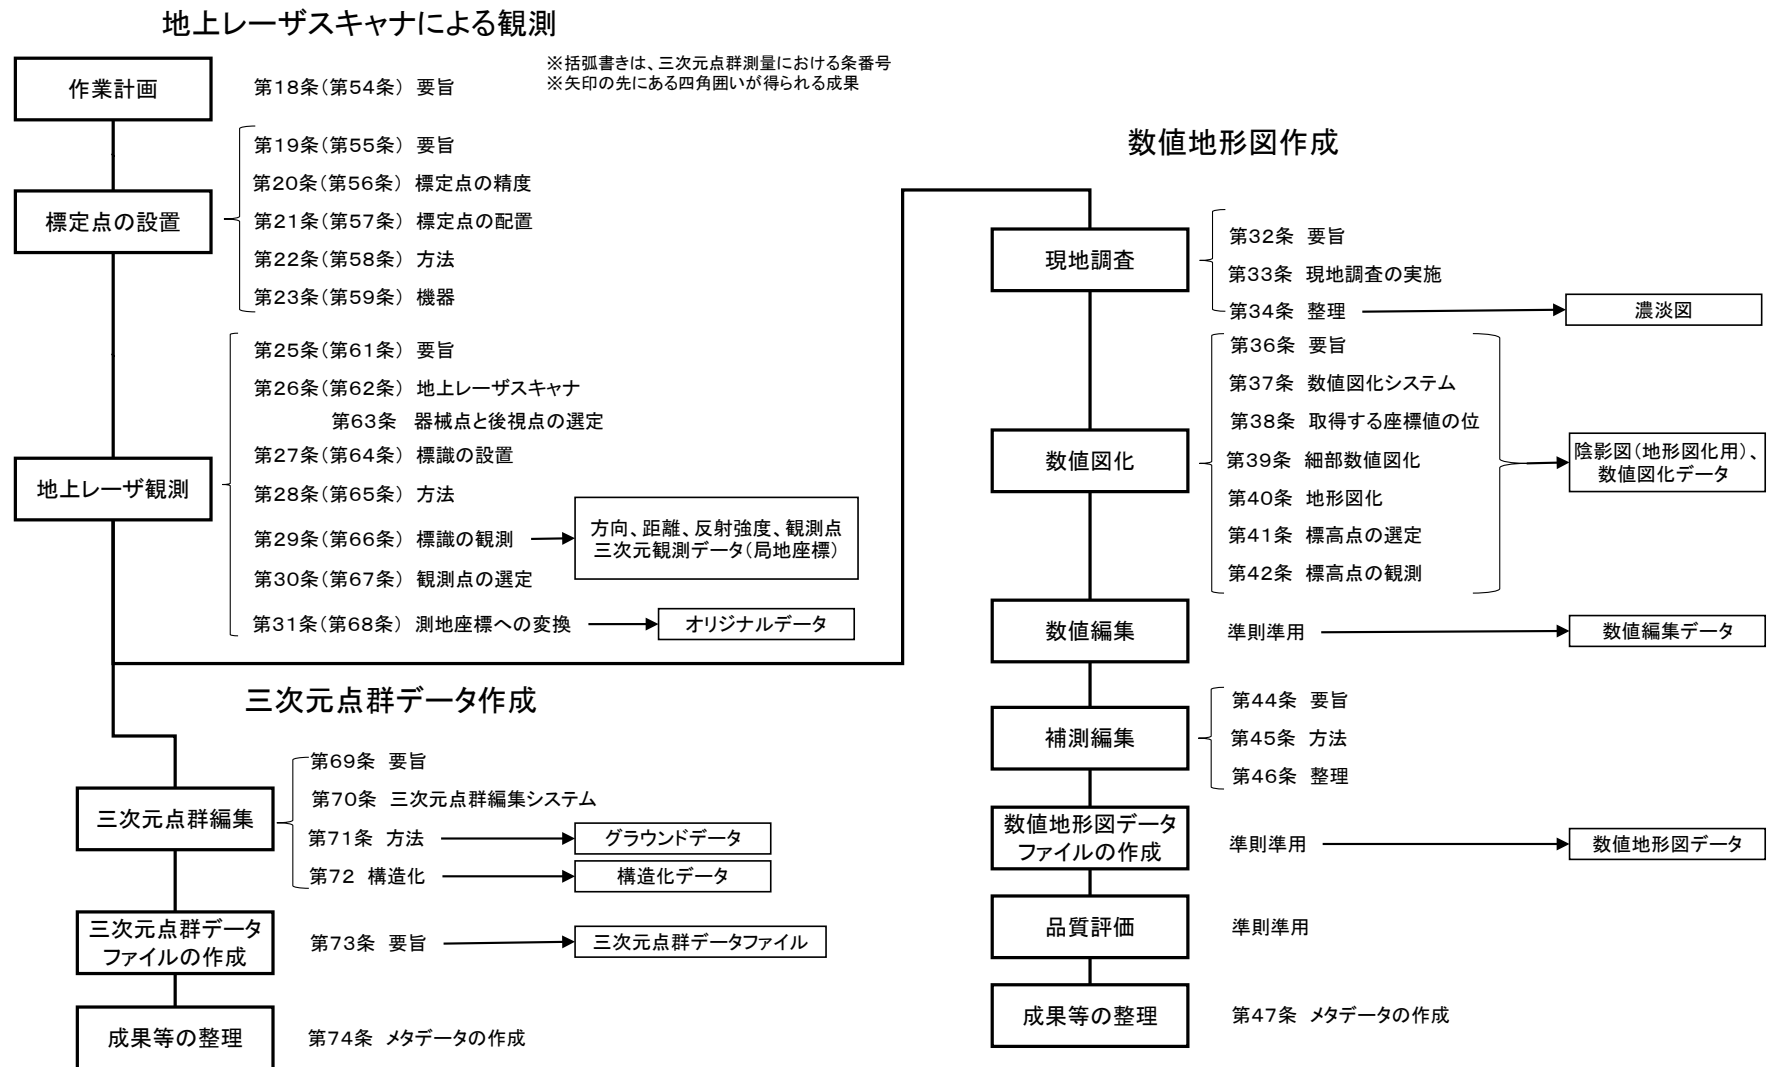 地上レーザスキャナによる観測
※括弧書きは、三次元点群測量における条番号
※矢印の先にある四角囲いが得られる成果
作業計画
第18条(第54条) 要旨
標定点の設置
第19条(第55条) 要旨
第20条(第56条) 標定点の精度
第21条(第57条) 標定点の配置
第22条(第58条) 方法
第23条(第59条) 機器
地上レーザ観測
第25条(第61条) 要旨
第26条(第62条) 地上レーザスキャナ
第63条 器械点と後視点の選定
第27条(第64条) 標識の設置
第28条(第65条) 方法
第29条(第66条) 標識の観測
方向、距離、反射強度、観測点
三次元観測データ(局地座標)
第30条(第67条) 観測点の選定
第31条(第68条) 測地座標への変換
オリジナルデータ
三次元点群データ作成
三次元点群編集
第69条 要旨
第70条 三次元点群編集システム
第71条 方法
グラウンドデータ
第72 構造化
構造化データ
三次元点群データ
ファイルの作成
第73条 要旨
三次元点群データファイル
成果等の整理
第74条 メタデータの作成
数値地形図作成
現地調査
第32条 要旨
第33条 現地調査の実施
第34条 整理
濃淡図
数値図化
第36条 要旨
第37条 数値図化システム
第38条 取得する座標値の位
第39条 細部数値図化
第40条 地形図化
第41条 標高点の選定
第42条 標高点の観測
陰影図(地形図化用)、
数値図化データ
数値編集
準則準用
数値編集データ
補測編集
第44条 要旨
第45条 方法
第46条 整理
数値地形図データ
ファイルの作成
準則準用
数値地形図データ
品質評価
準則準用
成果等の整理
第47条 メタデータの作成